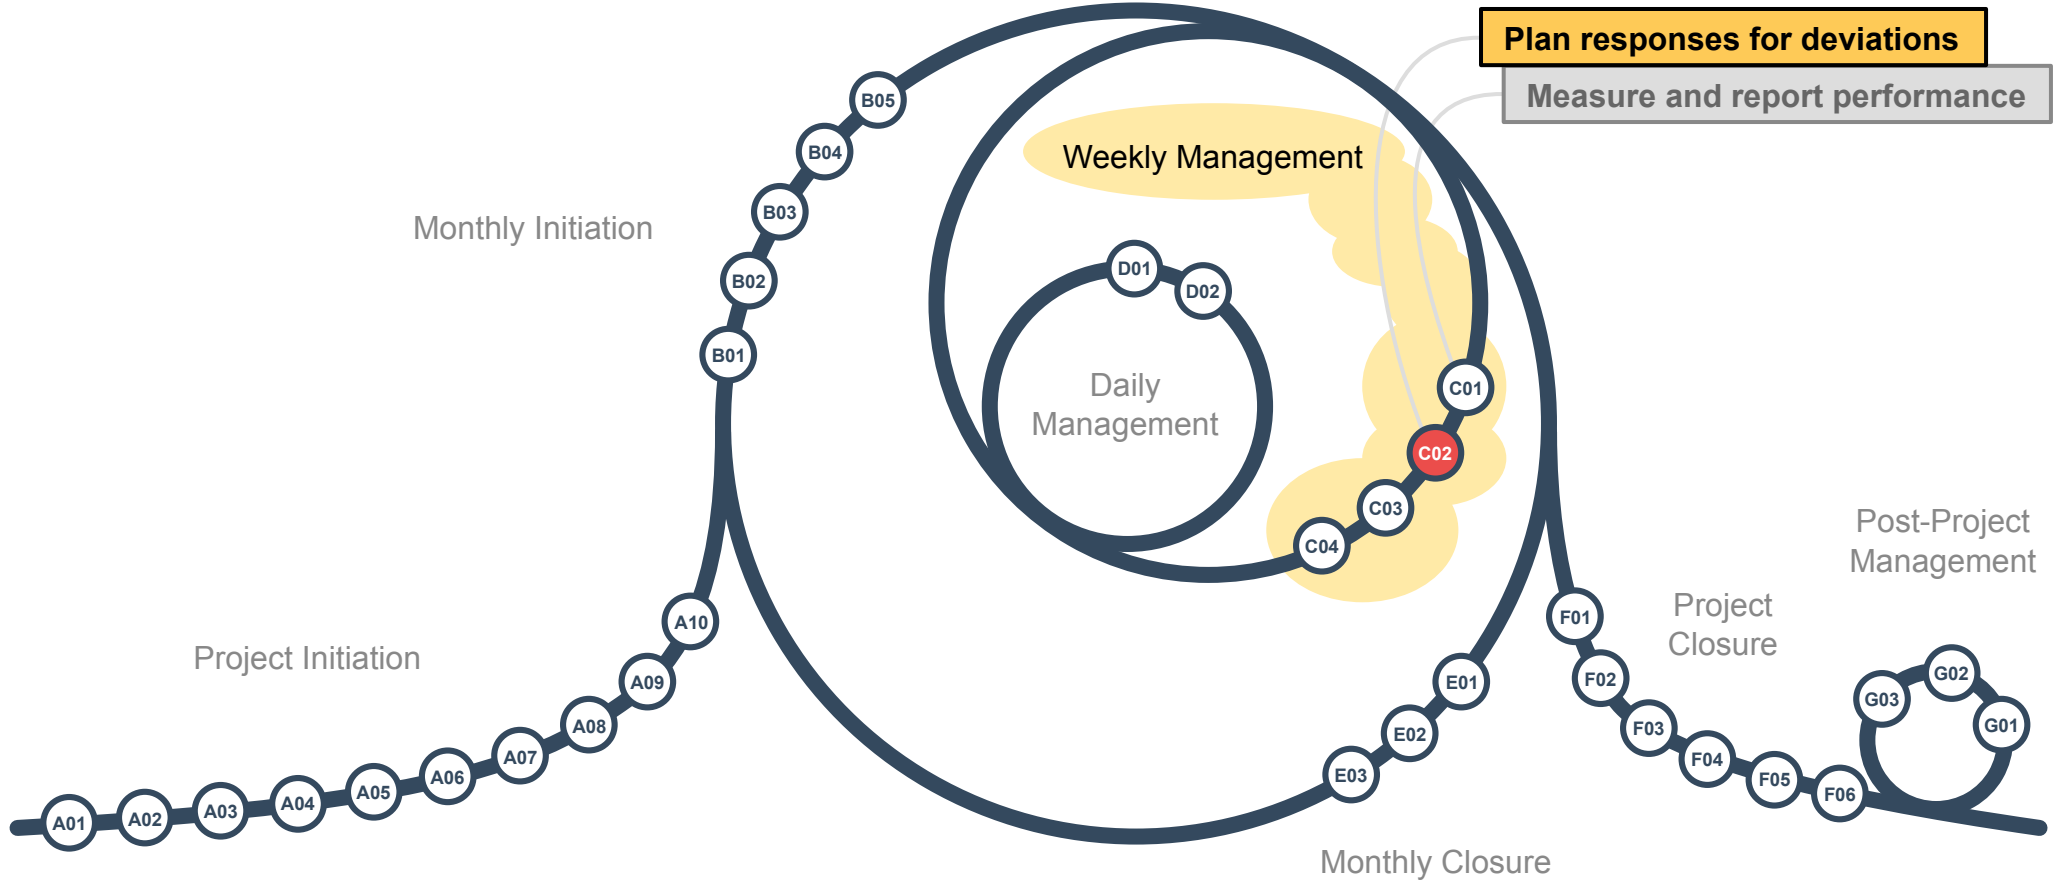 Plan responses for deviations
Measure and report performance
B05
B04
Weekly Management
B03
Monthly Initiation
D01
B02
D02
B01
Daily
Management
C01
C02
C03
C04
Post-Project
Management
Project
Closure
F01
A10
Project Initiation
A09
E01
F02
G02
G03
A08
E02
F03
G01
A07
F04
A06
E03
F05
A05
F06
A04
A03
A02
A01
Monthly Closure